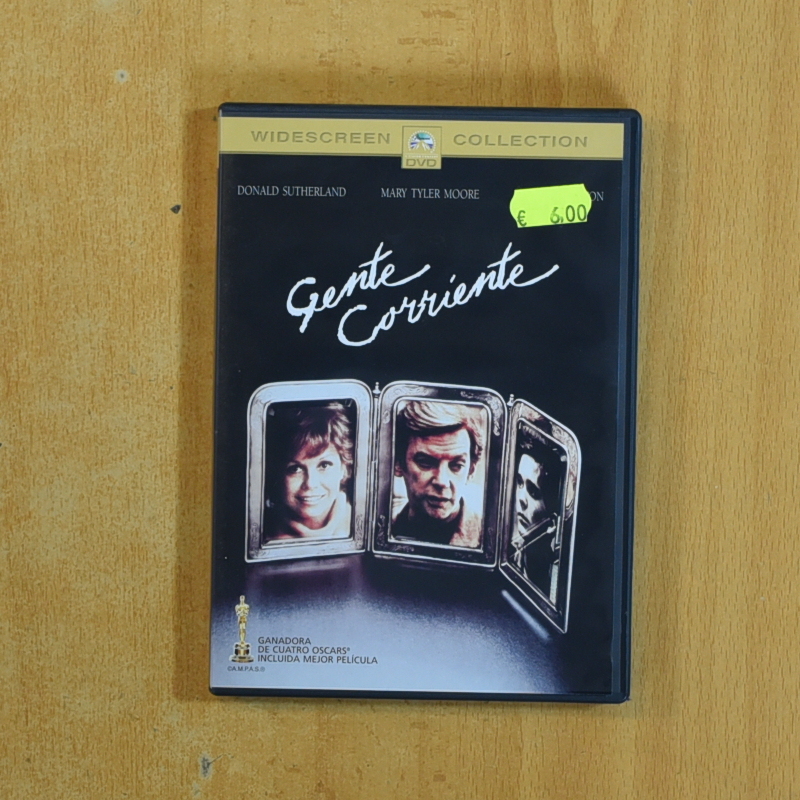 WIDESCREEN DVD COLLECTION
DONALD SUTHERLAND MARY TYLER MOORE ON
€ 6,00
Gente
Corriente
GANADORA
DE CUATRO OSCARS®
INCLUIDA MEJOR PELÍCULA
©A.M.P.A.S.®